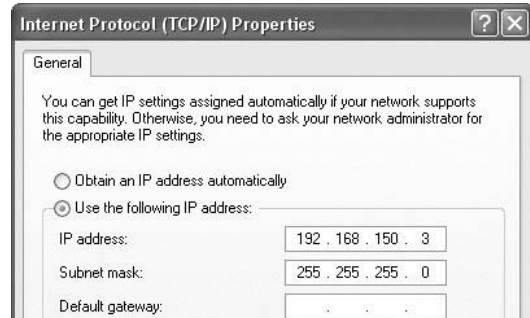 Internet Protocol (TCP/IP) Properties
General
You can get IP settings assigned automatically if your network supports
this capability. Otherwise, you need to ask your network administrator for
the appropriate IP settings.
Obtain an IP address automatically
Use the following IP address:
IP address: 192 . 168 . 150 . 3
Subnet mask: 255 . 255 . 255 . 0
Default gateway: . . .